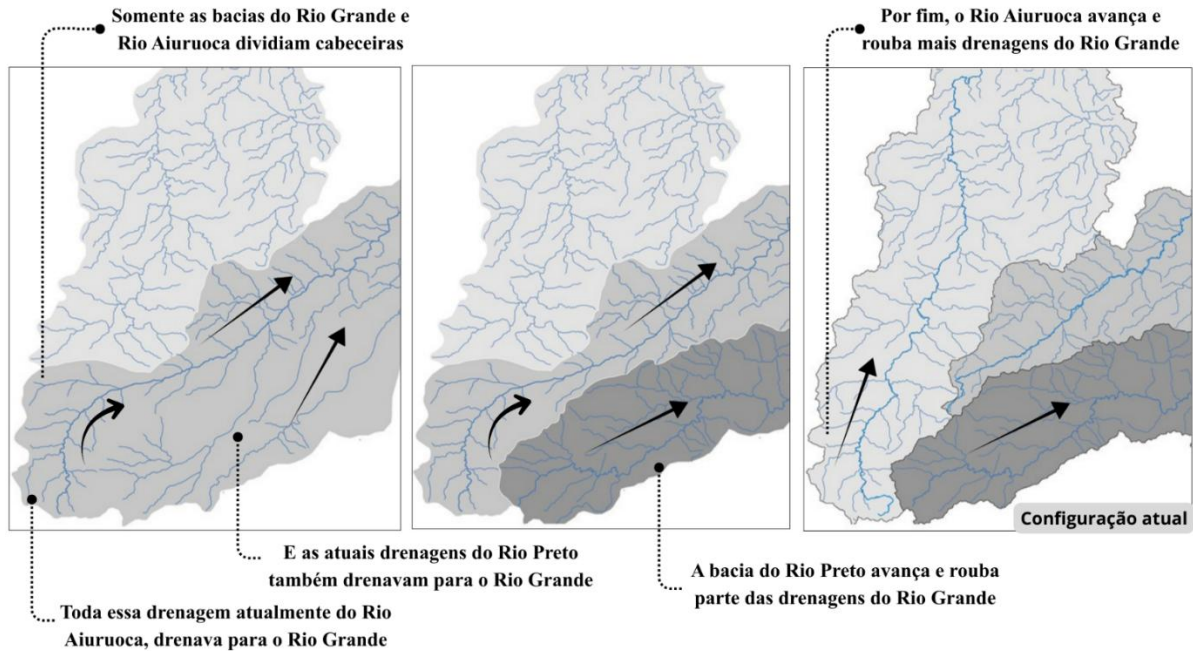 Somente as bacias do Rio Grande e
Rio Aiuruoca dividiam cabeceiras
Por fim, o Rio Aiuruoca avança e
rouba mais drenagens do Rio Grande
Configuração atual
E as atuais drenagens do Rio Preto
também drenavam para o Rio Grande
A bacia do Rio Preto avança e rouba
parte das drenagens do Rio Grande
Toda essa drenagem atualmente do Rio
Aiuruoca, drenava para o Rio Grande